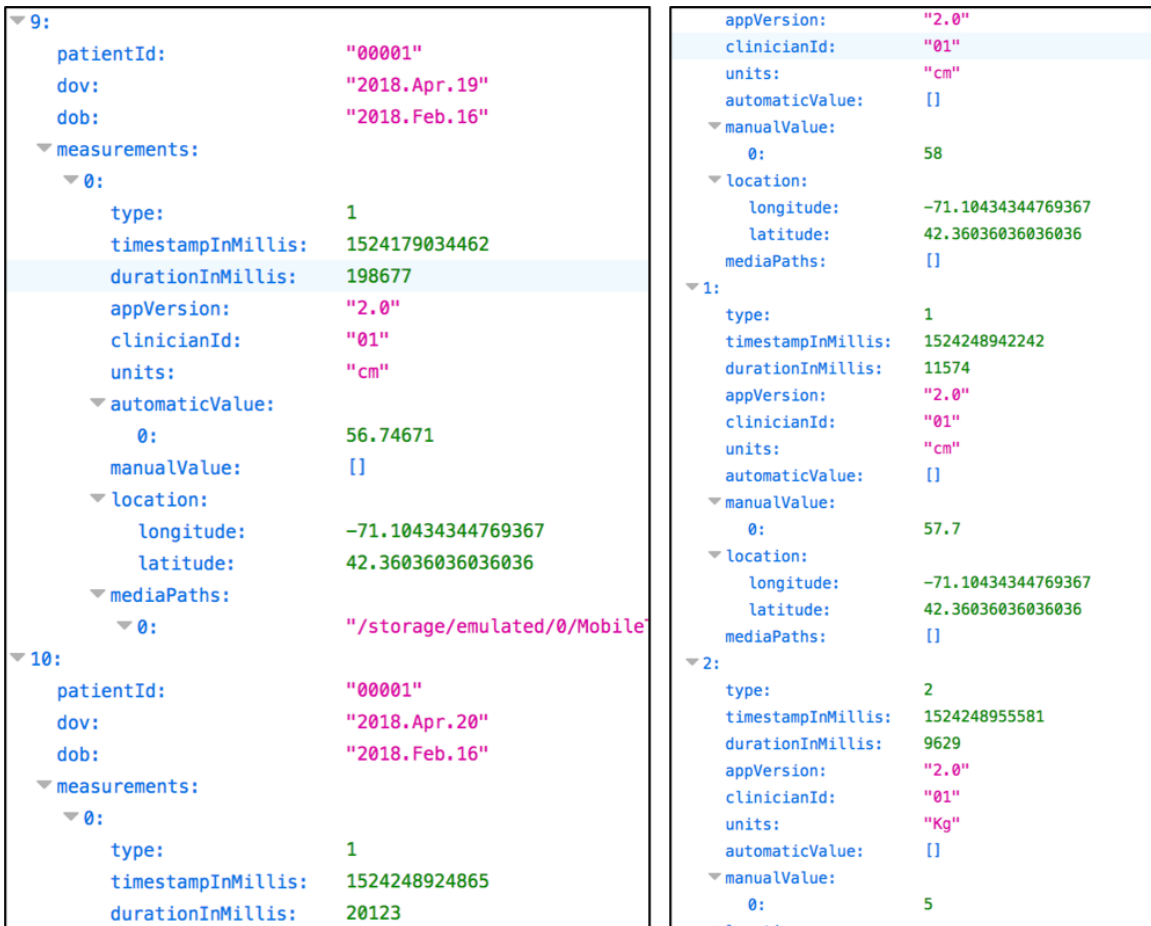 9:
patientId: "00001"
dov: "2018.Apr.19"
dob: "2018.Feb.16"
measurements:
0:
type: 1
timestampInMillis: 1524179034462
durationInMillis: 198677
appVersion: "2.0"
clinicianId: "01"
units: "cm"
automaticValue:
0: 56.74671
manualValue: []
location:
longitude: -71.10434344769367
latitude: 42.36036036036036
mediaPaths:
0: "/storage/emulated/0/Mobile
10:
patientId: "00001"
dov: "2018.Apr.20"
dob: "2018.Feb.16"
measurements:
0:
type: 1
timestampInMillis: 1524248924865
durationInMillis: 20123
appVersion: "2.0"
clinicianId: "01"
units: "cm"
automaticValue: []
manualValue:
0: 58
location:
longitude: -71.10434344769367
latitude: 42.36036036036036
mediaPaths: []
1:
type: 1
timestampInMillis: 1524248942242
durationInMillis: 11574
appVersion: "2.0"
clinicianId: "01"
units: "cm"
automaticValue: []
manualValue:
0: 57.7
location:
longitude: -71.10434344769367
latitude: 42.36036036036036
mediaPaths: []
2:
type: 2
timestampInMillis: 1524248955581
durationInMillis: 9629
appVersion: "2.0"
clinicianId: "01"
units: "Kg"
automaticValue: []
manualValue:
0: 5